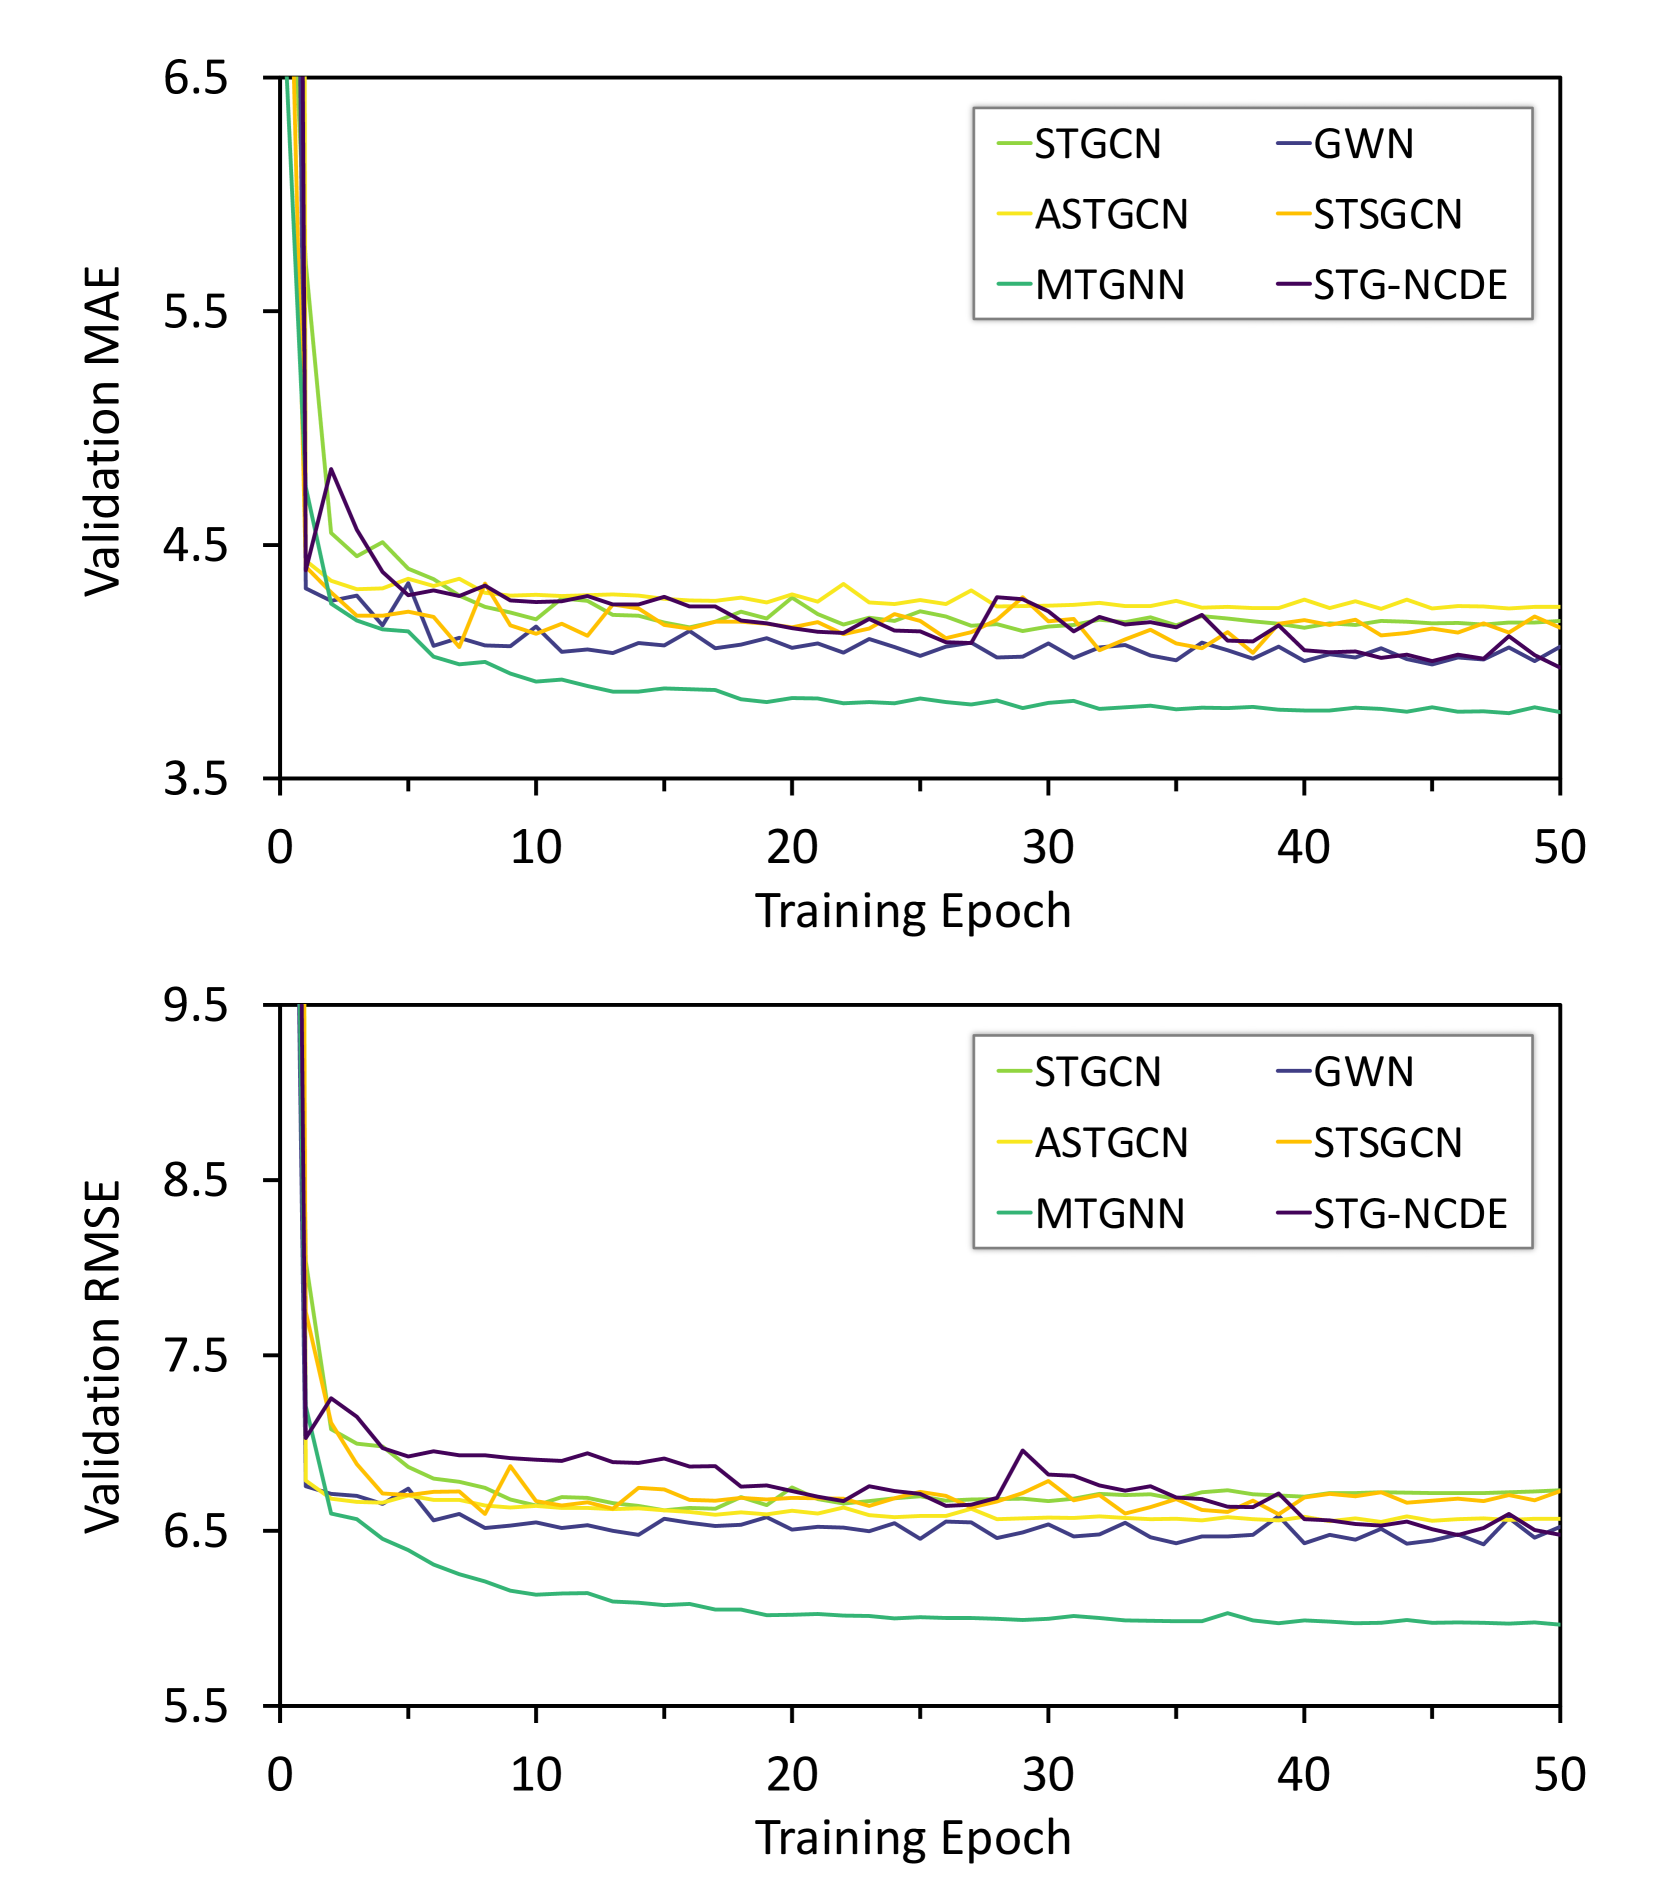 6.5
5.5
4.5
3.5
Validation MAE
STGCN GWN
ASTGCN STSGCN
MTGNN STG-NCDE
0 10 20 30 40 50
Training Epoch
9.5
8.5
7.5
6.5
5.5
Validation RMSE
STGCN GWN
ASTGCN STSGCN
MTGNN STG-NCDE
0 10 20 30 40 50
Training Epoch